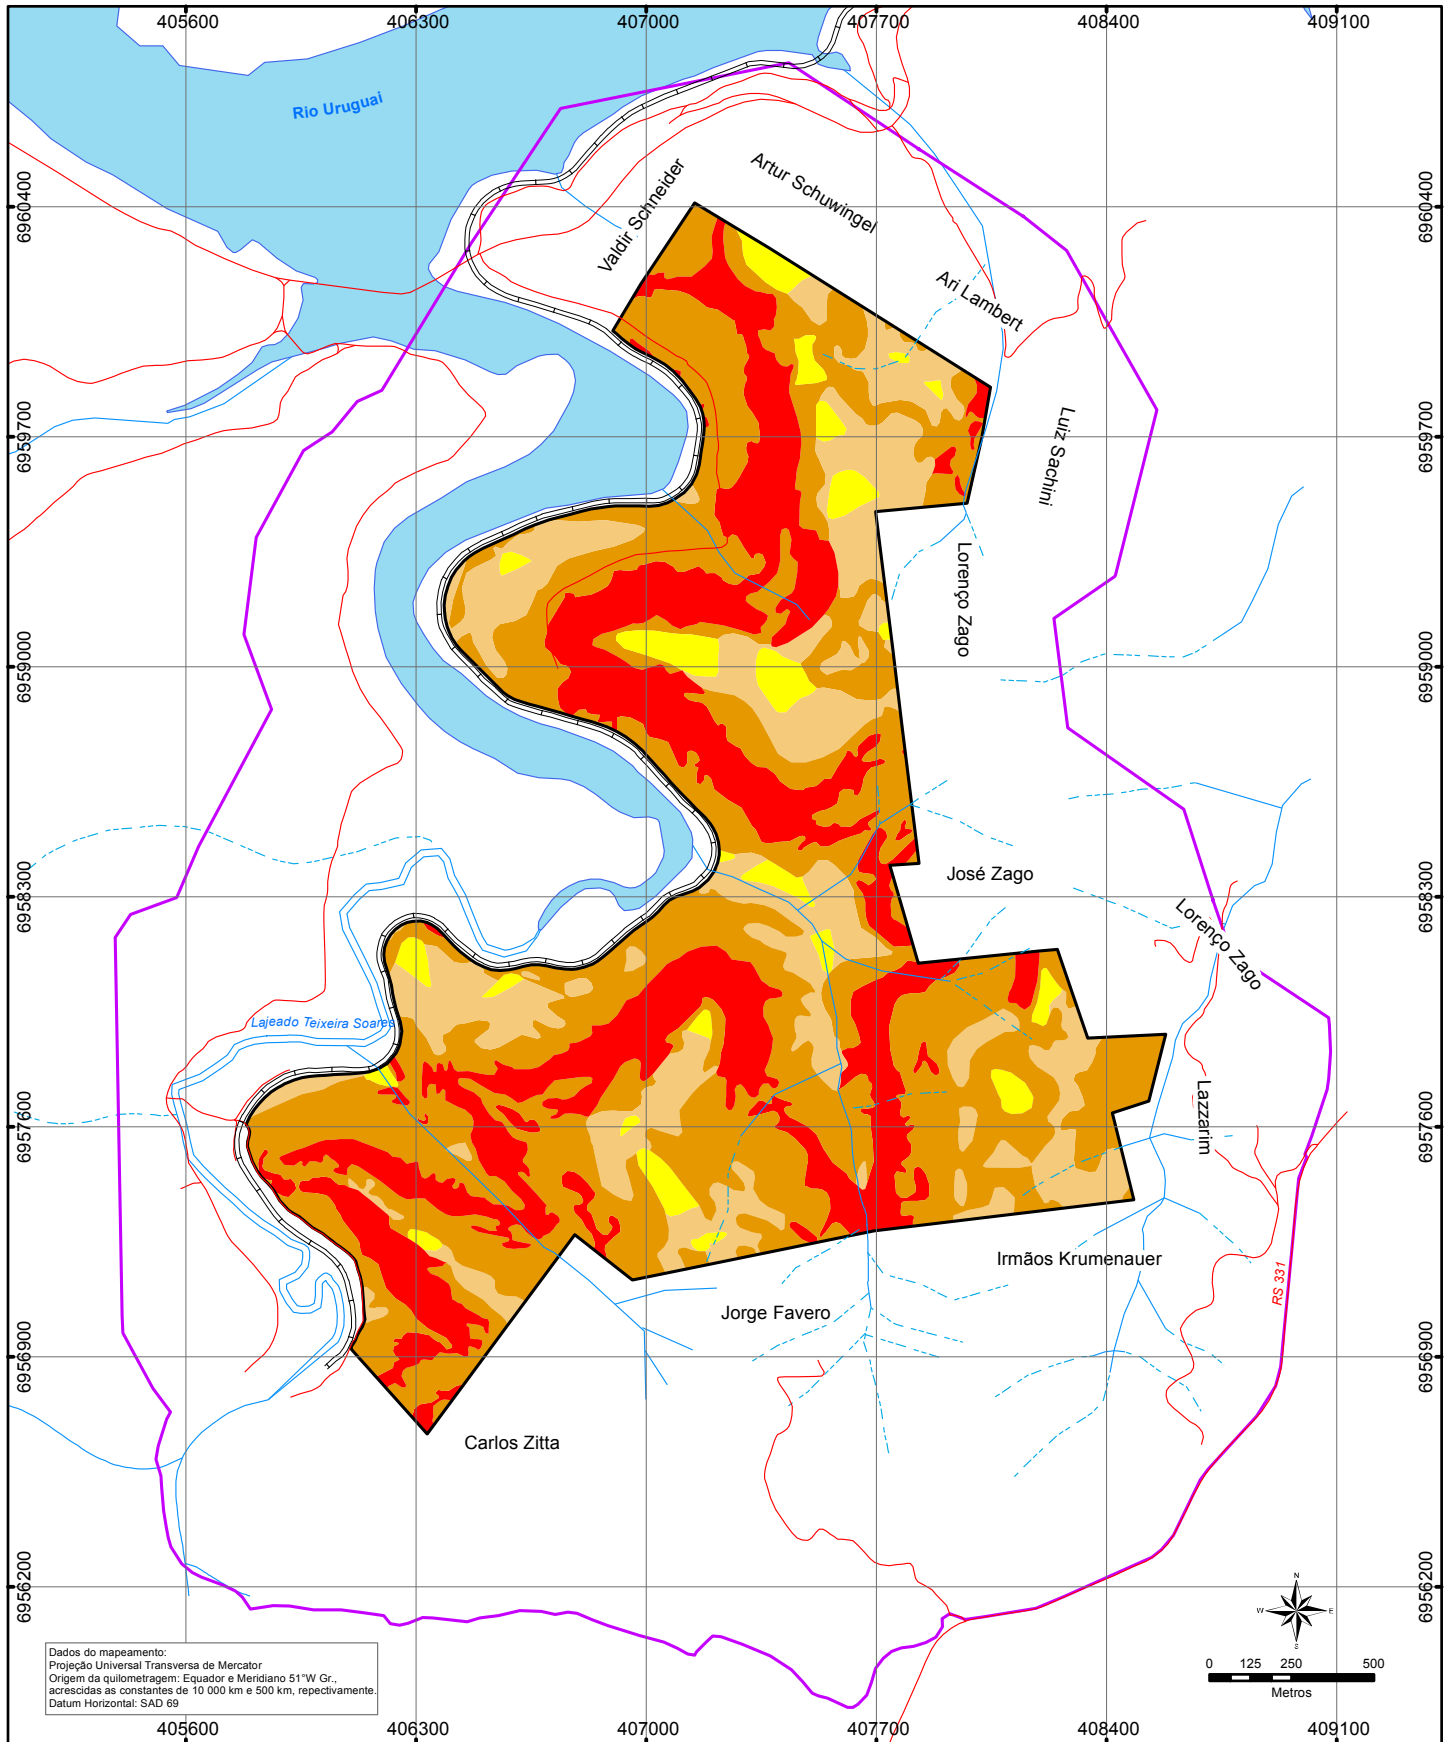 405600 406300 407000 407700 408400 409100
Rio Uruguai
Valdir Schneider
Artur Schuwingel
6960400
6960400
Ari Lambert
Luiz Sachini
6959700
6959700
Lorenço Zago
6959000
6959000
José Zago
6958300
6958300
Lorenço Zago
Lajeado Teixeira Soares
Lazzarim
6957600
6957600
Irmãos Krumenauer
RS 331
Jorge Favero
6956900
6956900
Carlos Zitta
6956200
6956200
N
W
E
S
0 125 250 500
Metros
Dados do mapeamento:
Projeção Universal Transversa de Mercator
Origem da quilometragem: Equador e Meridiano 51°W Gr.,
acrescidas as constantes de 10 000 km e 500 km, repectivamente.
Datum Horizontal: SAD 69
405600 406300 407000 407700 408400 409100